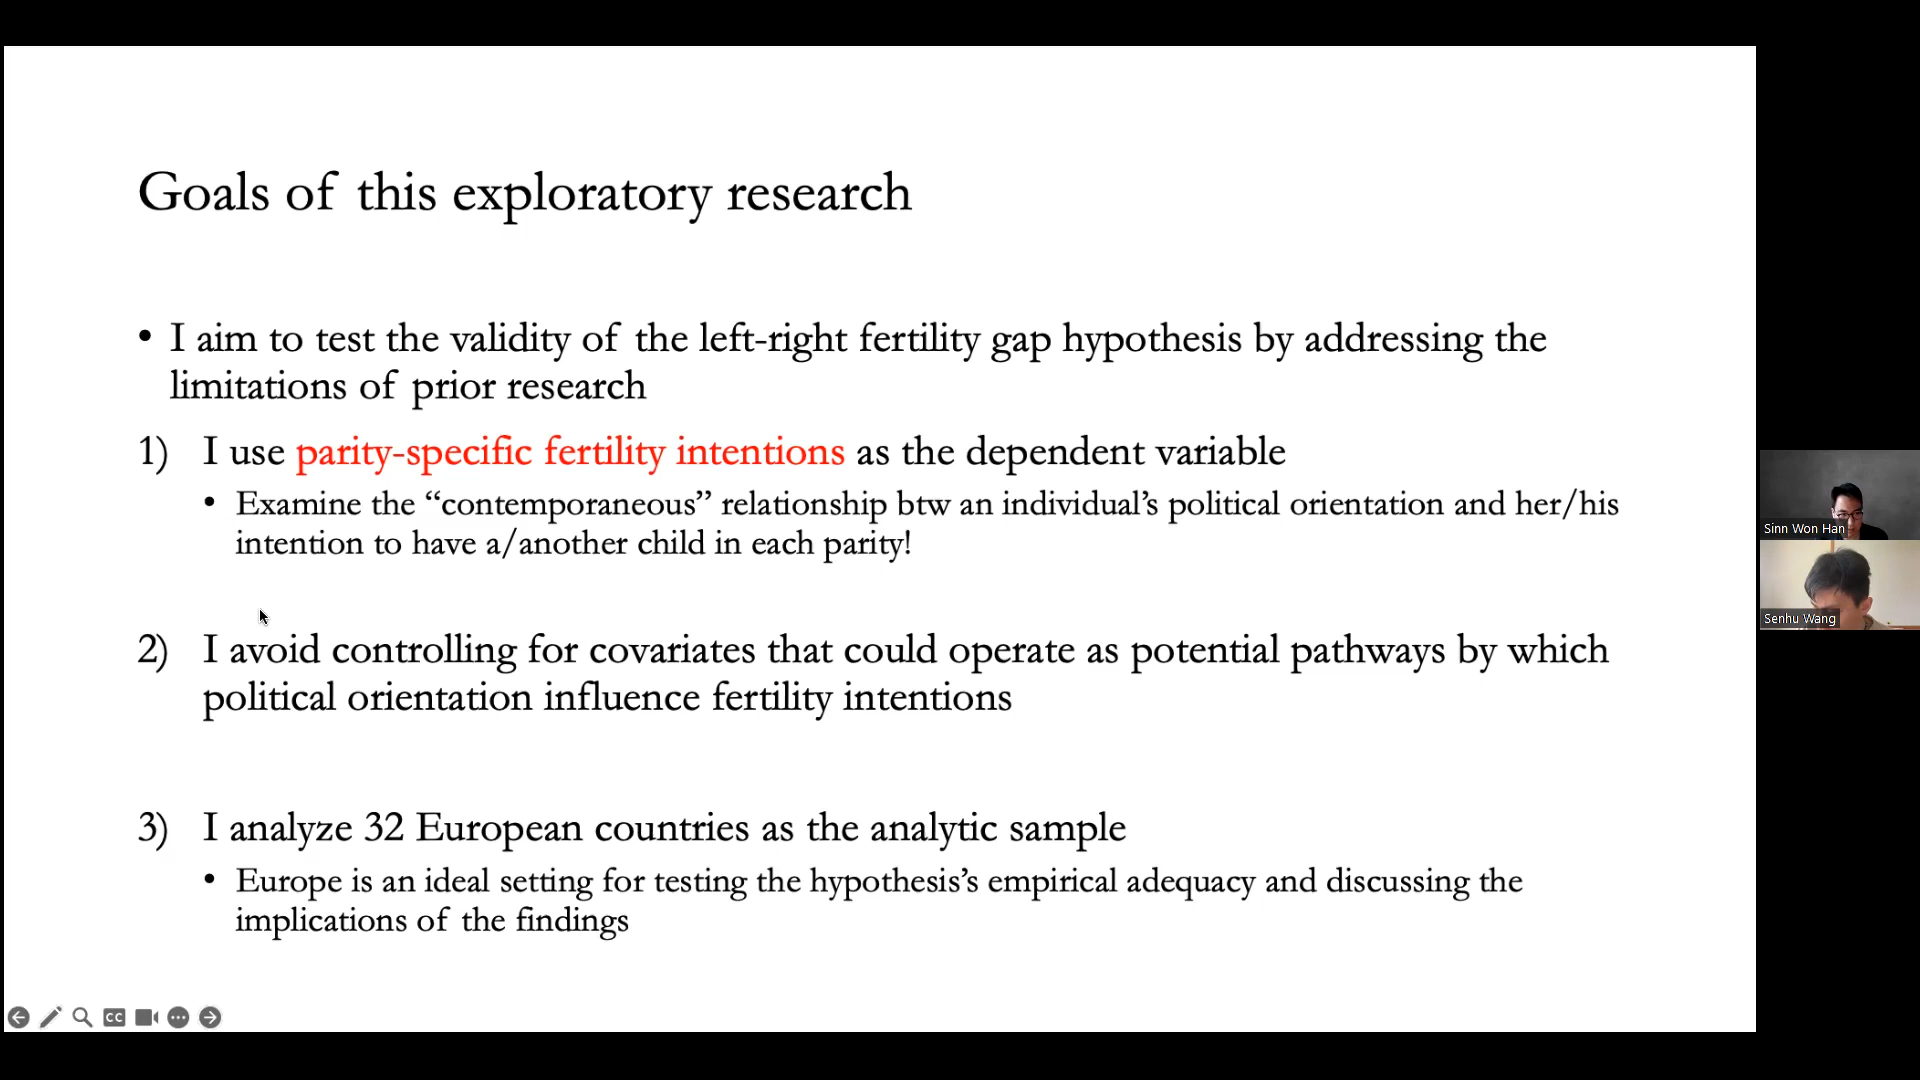 Goals of this exploratory research
• I aim to test the validity of the left-right fertility gap hypothesis by addressing the
limitations of prior research
1) I use parity-specific fertility intentions as the dependent variable
• Examine the “contemporaneous” relationship btw an individual’s political orientation and her/his
intention to have a/another child in each parity!
2) I avoid controlling for covariates that could operate as potential pathways by which
political orientation influence fertility intentions
3) I analyze 32 European countries as the analytic sample
• Europe is an ideal setting for testing the hypothesis’s empirical adequacy and discussing the
implications of the findings
CC
Sinn Won Han
Senhu Wang